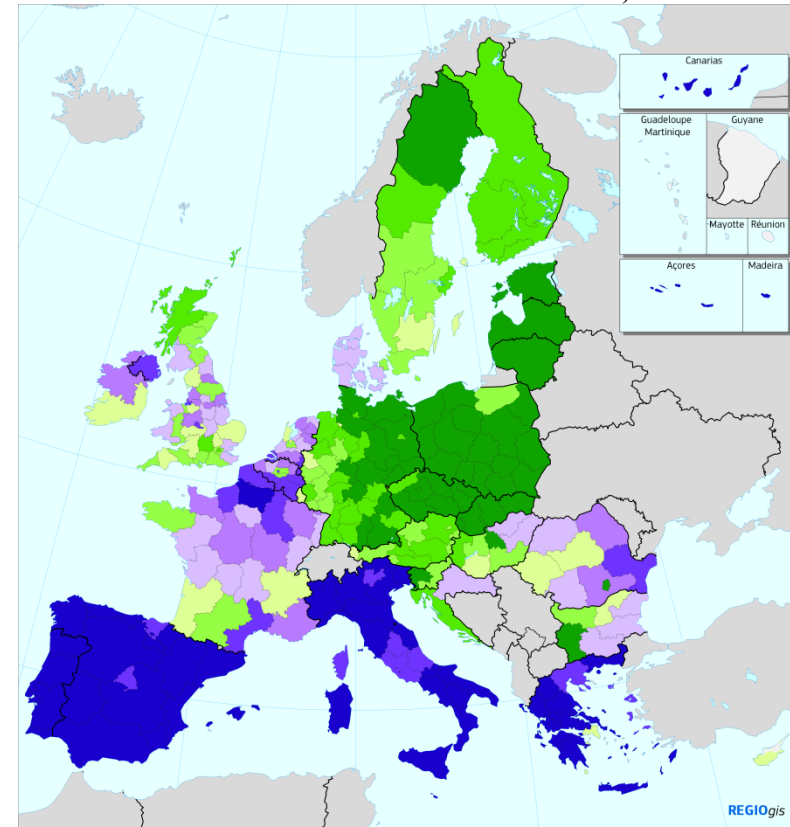 Canarias
Guadeloupe
Martinique
Guyane
Mayotte
Réunion
Açores
Madeira
REGIOgis